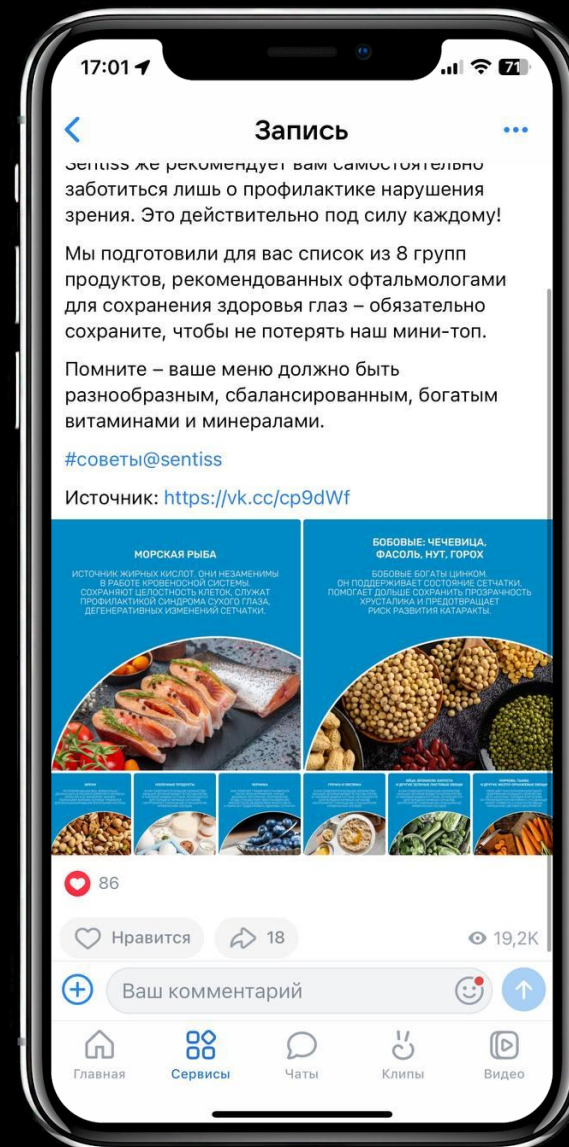 17:01
71
Запись
Sentiss же рекомендует вам самостоятельно
заботиться лишь о профилактике нарушения
зрения. Это действительно под силу каждому!
Мы подготовили для вас список из 8 групп
продуктов, рекомендованных офтальмологами
для сохранения здоровья глаз – обязательно
сохраните, чтобы не потерять наш мини-топ.
Помните – ваше меню должно быть
разнообразным, сбалансированным, богатым
витаминами и минералами.
#советы@sentiss
Источник: https://vk.cc/cp9dWf
МОРСКАЯ РЫБА
ИСТОЧНИК ЖИРНЫХ КИСЛОТ. ОНИ НЕЗАМЕНИМЫ
В РАБОТЕ КРОВЕНОСНОЙ СИСТЕМЫ.
СОХРАНЯЮТ ЦЕЛОСТНОСТЬ КЛЕТОК, СЛУЖАТ
ПРОФИЛАКТИКОЙ СИНДРОМА СУХОГО ГЛАЗА,
ДЕГЕНЕРАТИВНЫХ ИЗМЕНЕНИЙ СЕТЧАТКИ.
БОБОВЫЕ: ЧЕЧЕВИЦА,
ФАСОЛЬ, НУТ, ГОРОХ
БОБОВЫЕ БОГАТЫ ЦИНКОМ.
ОН ПОДДЕРЖИВАЕТ СОСТОЯНИЕ СЕТЧАТКИ,
ПОМОГАЕТ ДОЛЬШЕ СОХРАНИТЬ ПРОЗРАЧНОСТЬ
ХРУСТАЛИКА И ПРЕДОТВРАЩАЕТ
РИСК РАЗВИТИЯ КАТАРАКТЫ.
86
Нравится
18
19,2K
Ваш комментарий
Главная
Сервисы
Чаты
Клипы
Видео